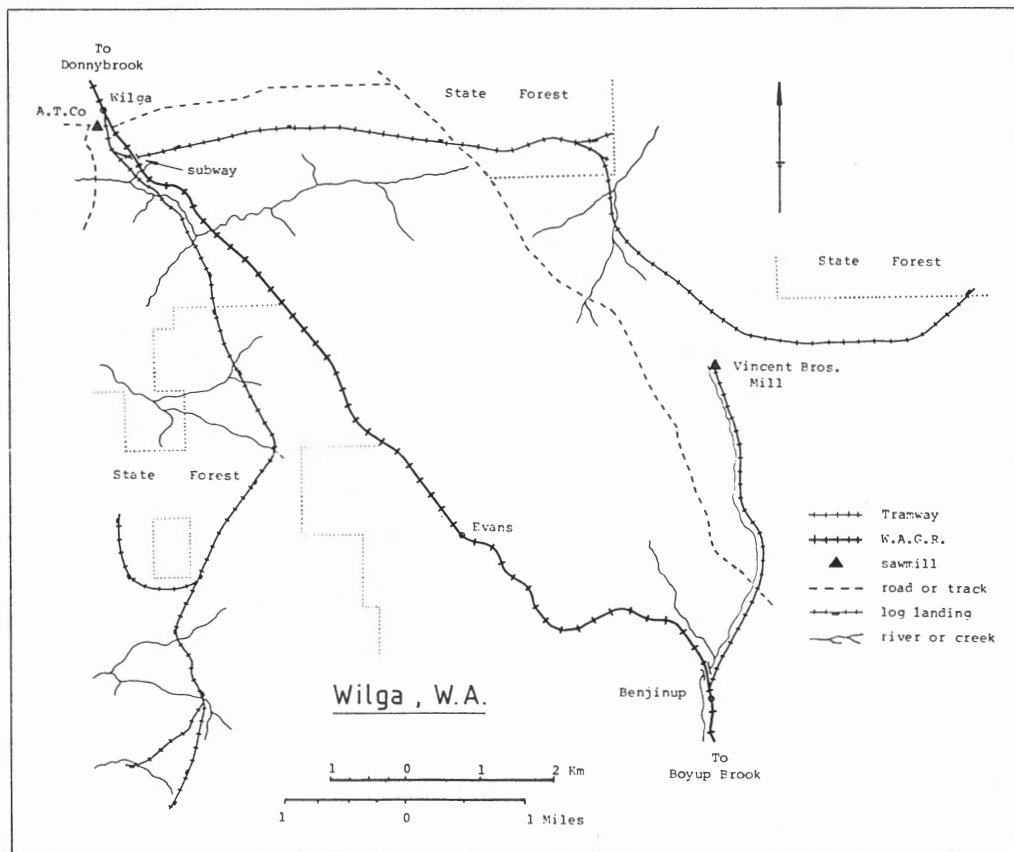 To
Donnybrook
Wilga
A.T.Co
subway
State Forest
State Forest
Vincent Bros.
Mill
State Forest
Evans
Tramway
W.A.G.R.
sawmill
road or track
log landing
river or creek
Benjinup
Wilga, W.A.
To
Boyup Brook
1 0 1 2 Km
1 0 1 Miles